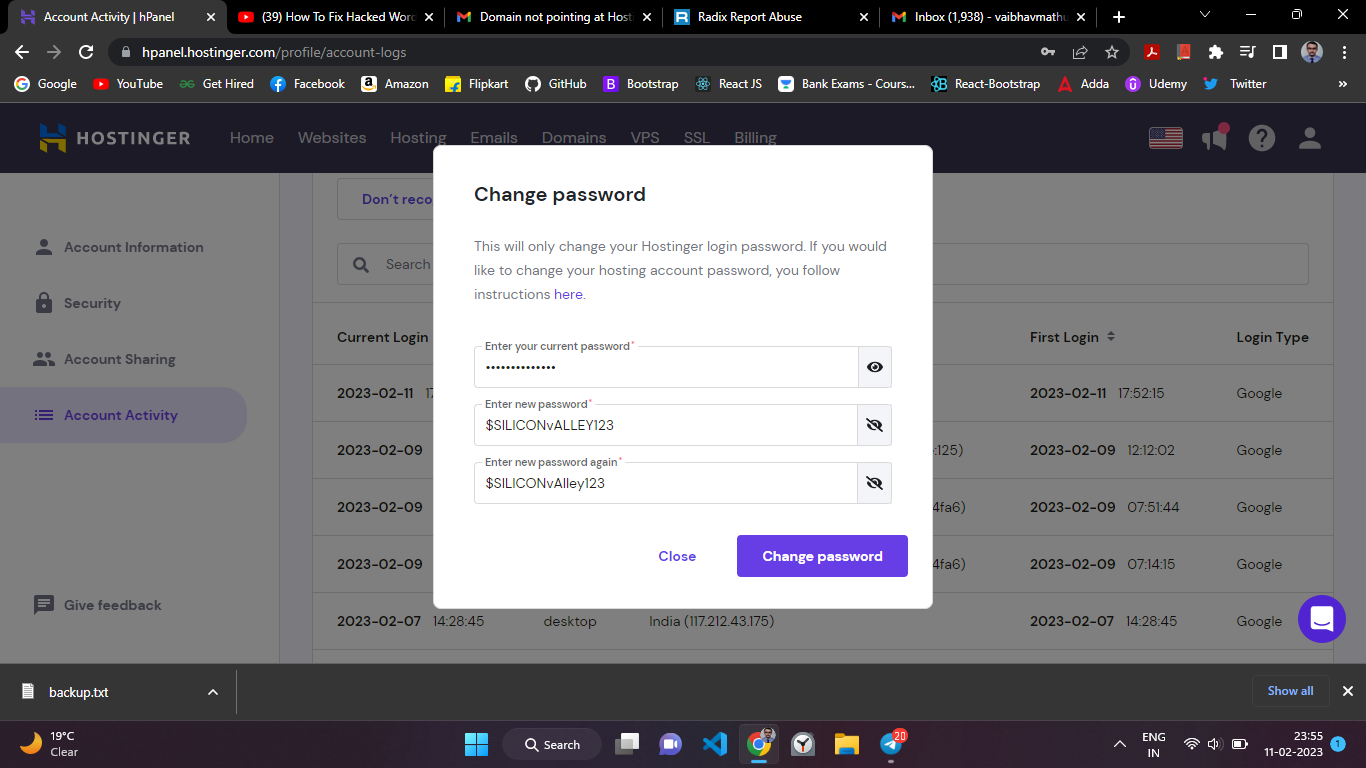 Account Activity | hPanel
(39) How To Fix Hacked Word
Domain not pointing at Host
Radix Report Abuse
Inbox (1,938) - vaibhavmathu
hpanel.hostinger.com/profile/account-logs
Google YouTube Get Hired Facebook Amazon Flipkart GitHub Bootstrap React JS Bank Exams - Cours... React-Bootstrap Adda Udemy Twitter »
HOSTINGER Home Websites Hosting Emails Domains VPS SSL Billing
Account Information
Security
Account Sharing
Account Activity
Give feedback
Don't reco
Search
Current Login First Login Login Type
2023-02-11 17 2023-02-11 17:52:15 Google
2023-02-09 :125) 2023-02-09 12:12:02 Google
2023-02-09 4fa6) 2023-02-09 07:51:44 Google
2023-02-09 4fa6) 2023-02-09 07:14:15 Google
2023-02-07 14:28:45 desktop India (117.212.43.175) 2023-02-07 14:28:45 Google
Change password
This will only change your Hostinger login password. If you would
like to change your hosting account password, you follow
instructions here.
Enter your current password*
••••••••••••••
Enter new password*
$SILICONvALLEY123
Enter new password again*
$SILICONvAlley123
Close Change password
backup.txt Show all
19°C
Clear
Search
20
ENG
IN
23:55
11-02-2023
1